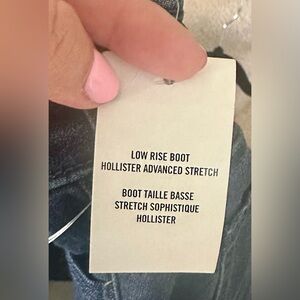 LOW RISE BOOT
HOLLISTER ADVANCED STRETCH
BOOT TAILLE BASSE
STRETCH SOPHISTIQUE
HOLLISTER